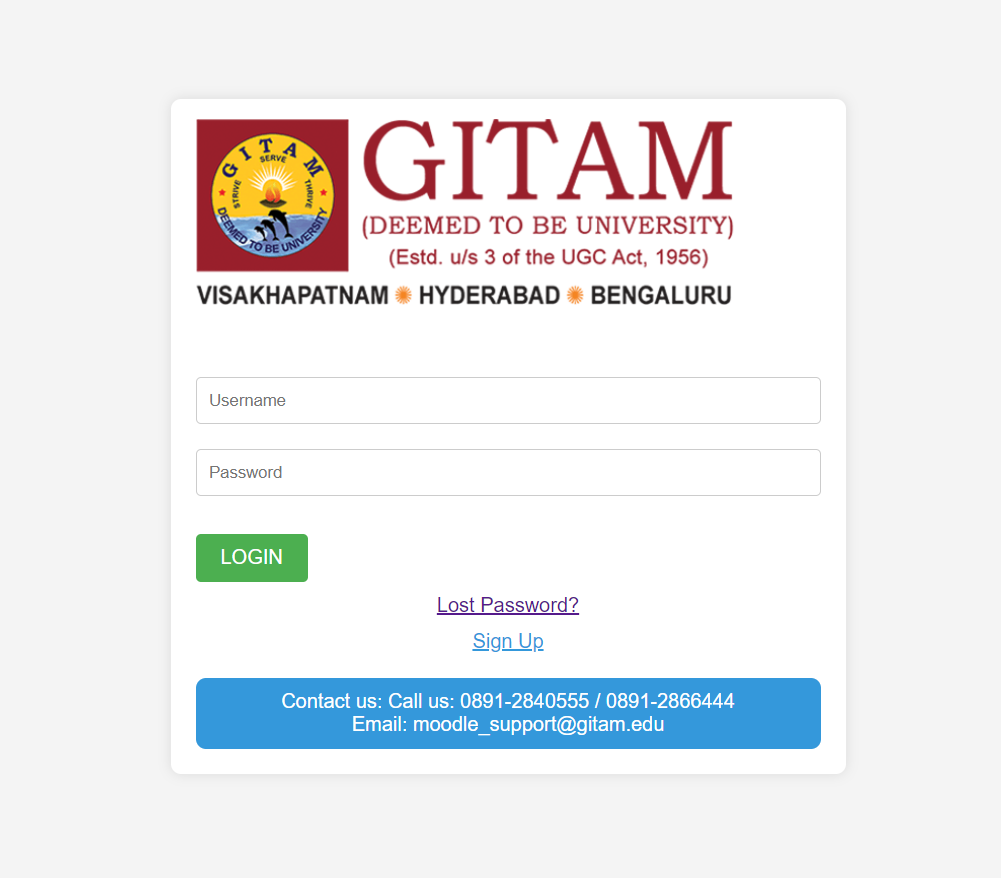 GITAM
SERVE
STRIVE
THRIVE
DEEMED TO BE UNIVERSITY
GITAM
(DEEMED TO BE UNIVERSITY)
(Estd. u/s 3 of the UGC Act, 1956)
VISAKHAPATNAM HYDERABAD BENGALURU
Username
Password
LOGIN
Lost Password?
Sign Up
Contact us: Call us: 0891-2840555 / 0891-2866444
Email: moodle_support@gitam.edu